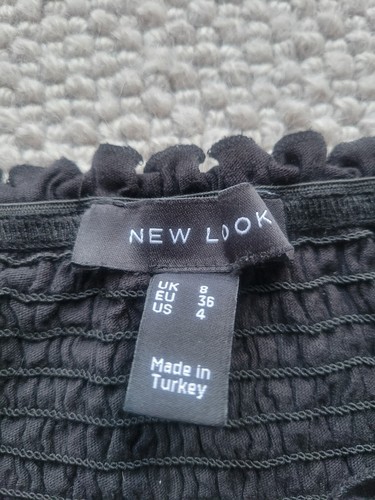 NEW LOOK
UK 8
EU 36
US 4
Made in
Turkey